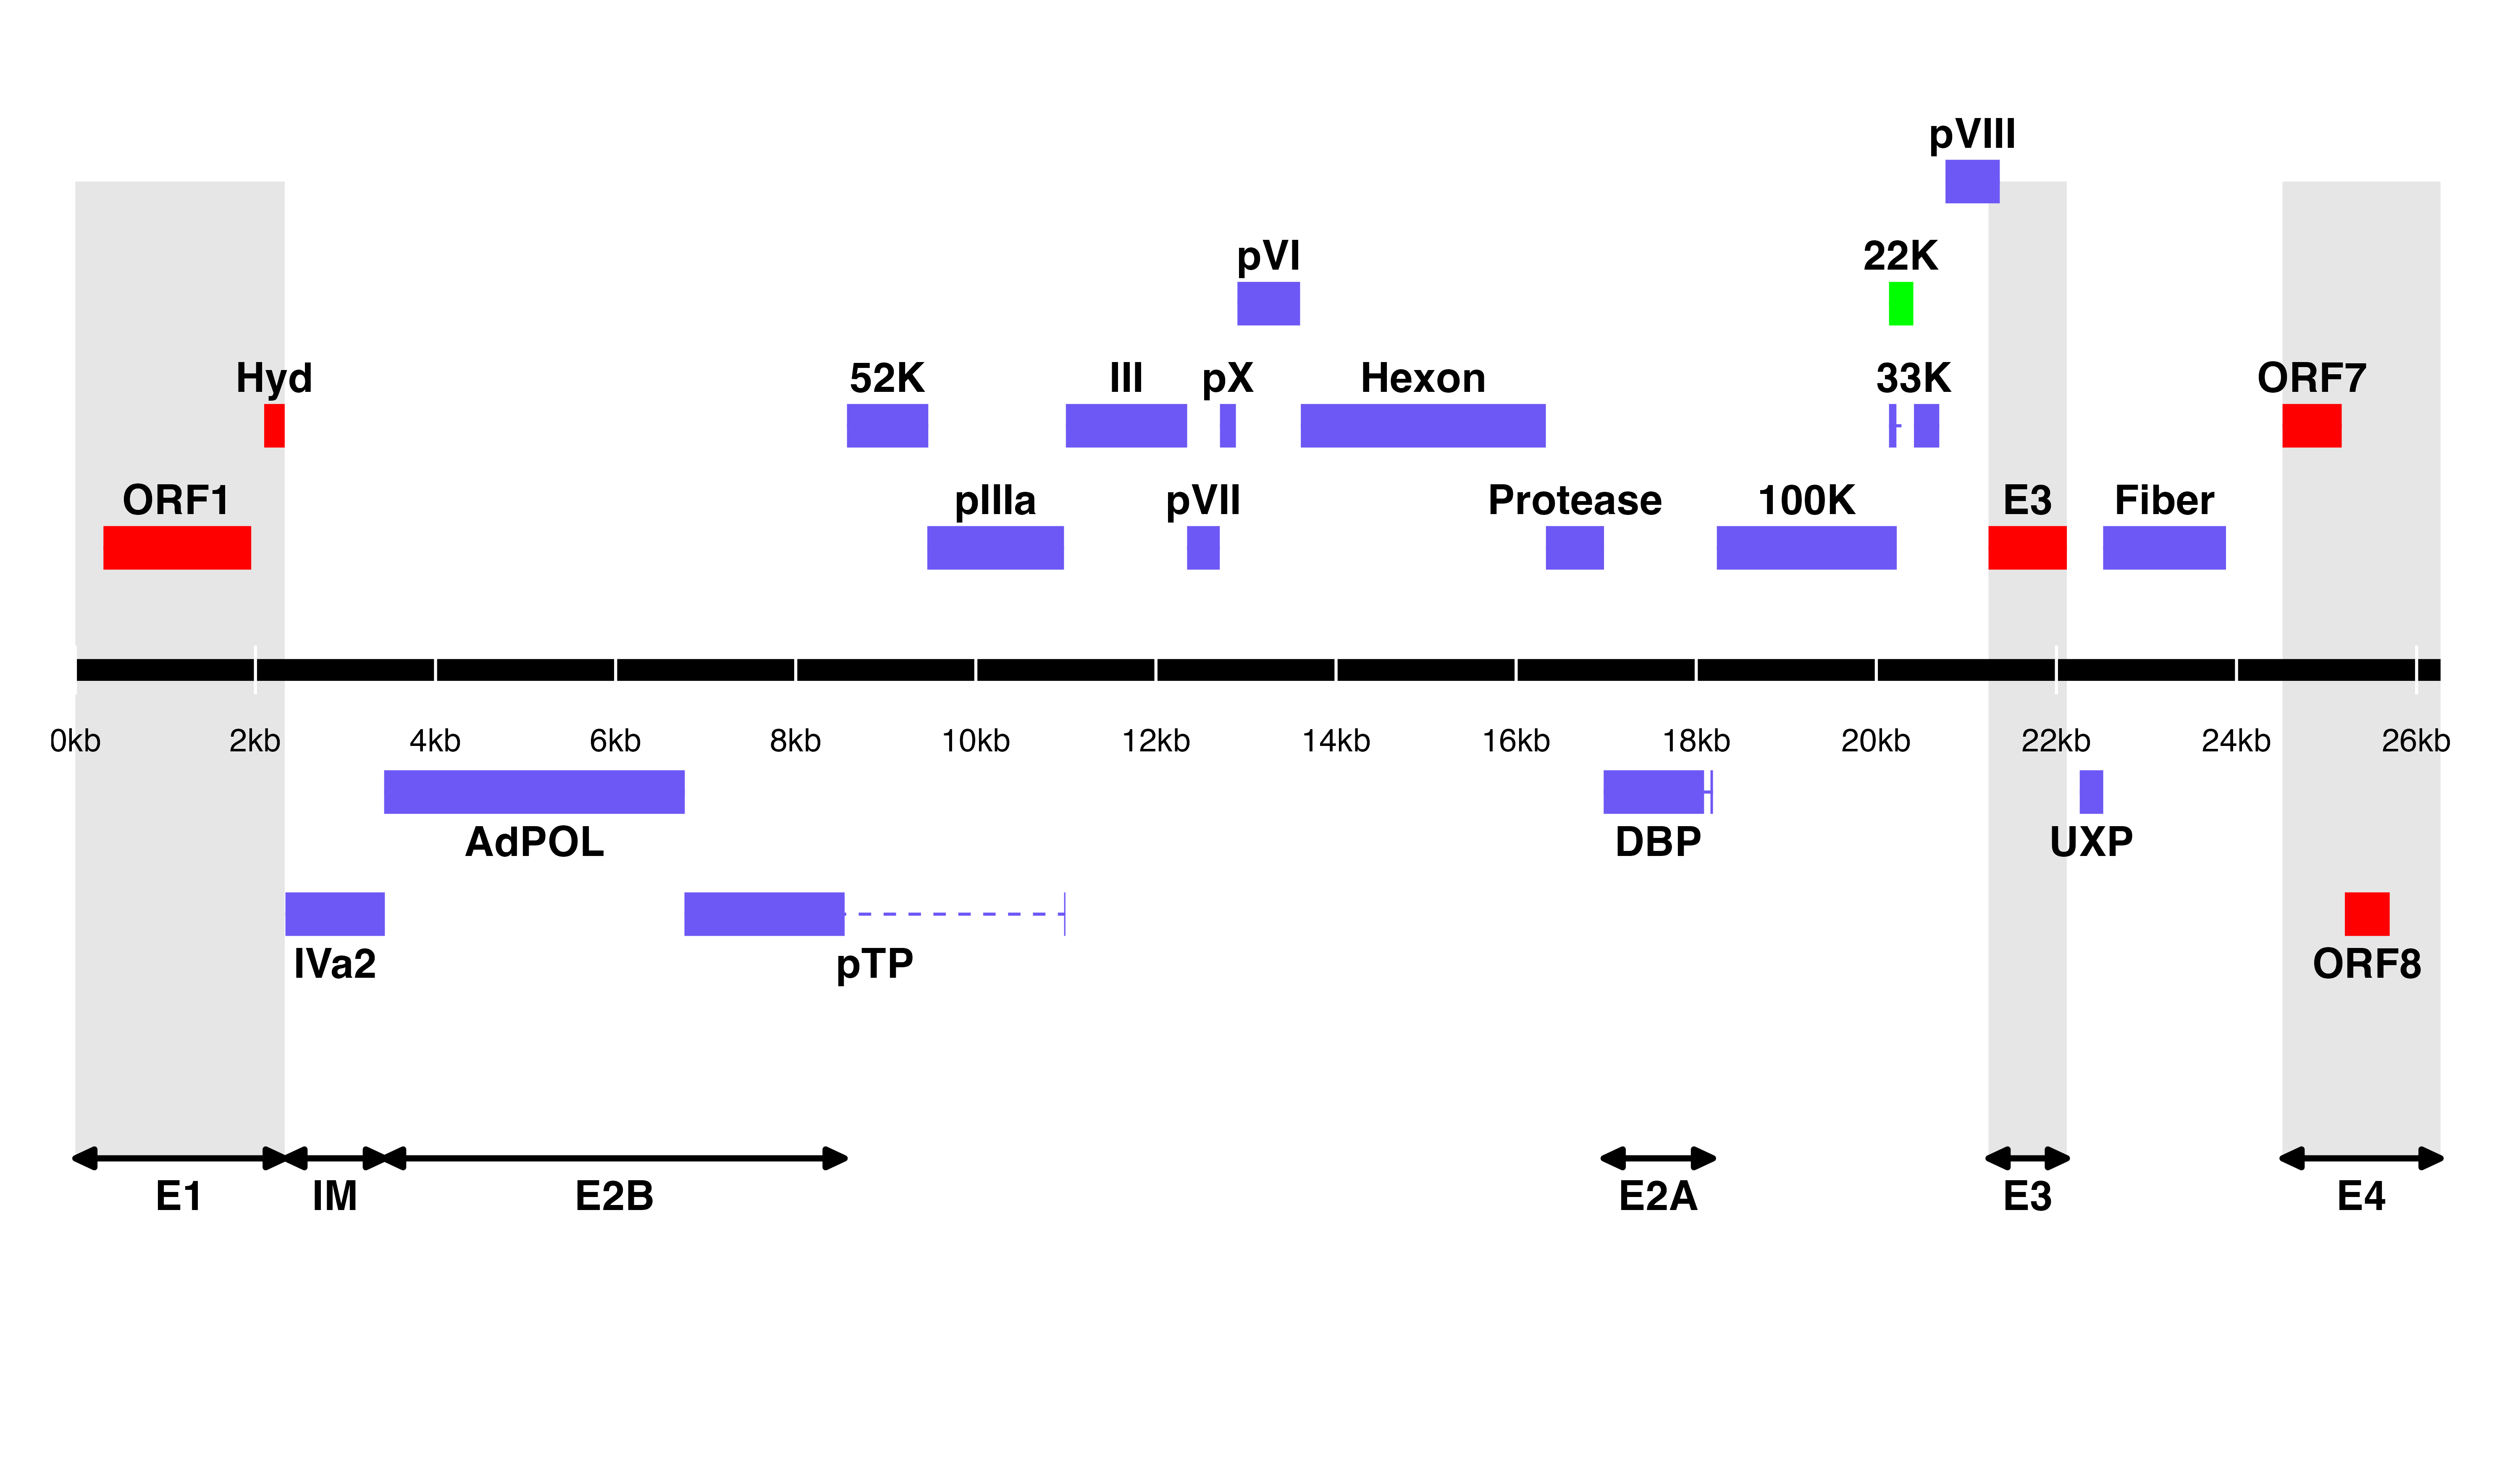 pVIII
pVI 22K
Hyd 52K III pX Hexon 33K ORF7
ORF1 pIIIa pVII Protease 100K E3 Fiber
0kb 2kb 4kb 6kb 8kb 10kb 12kb 14kb 16kb 18kb 20kb 22kb 24kb 26kb
AdPOL DBP UXP
IVa2 pTP ORF8
E1 IM E2B E2A E3 E4